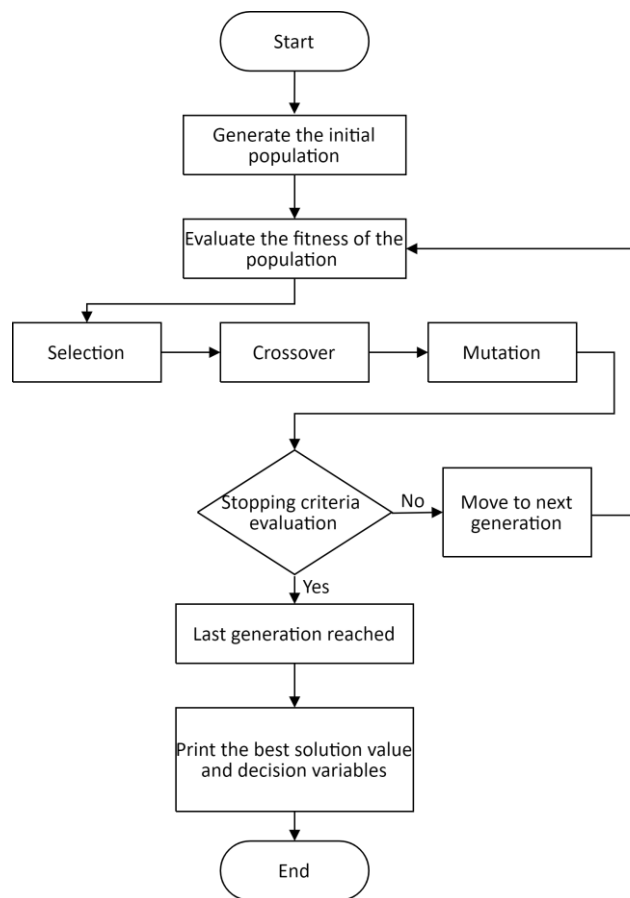 Start
Generate the initial
population
Evaluate the fitness of the
population
Selection
Crossover
Mutation
Stopping criteria
evaluation
No
Move to next
generation
Yes
Last generation reached
Print the best solution value
and decision variables
End